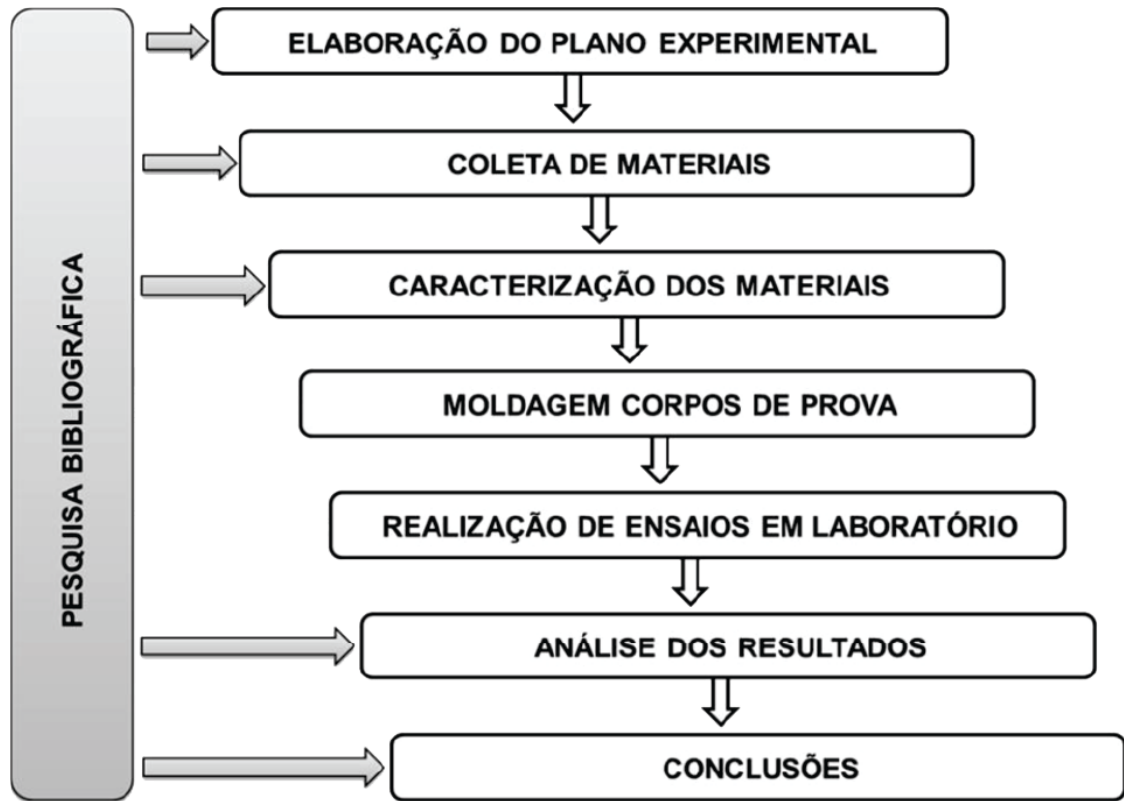 PESQUISA BIBLIOGRÁFICA
ELABORAÇÃO DO PLANO EXPERIMENTAL
COLETA DE MATERIAIS
CARACTERIZAÇÃO DOS MATERIAIS
MOLDAGEM CORPOS DE PROVA
REALIZAÇÃO DE ENSAIOS EM LABORATÓRIO
ANÁLISE DOS RESULTADOS
CONCLUSÕES